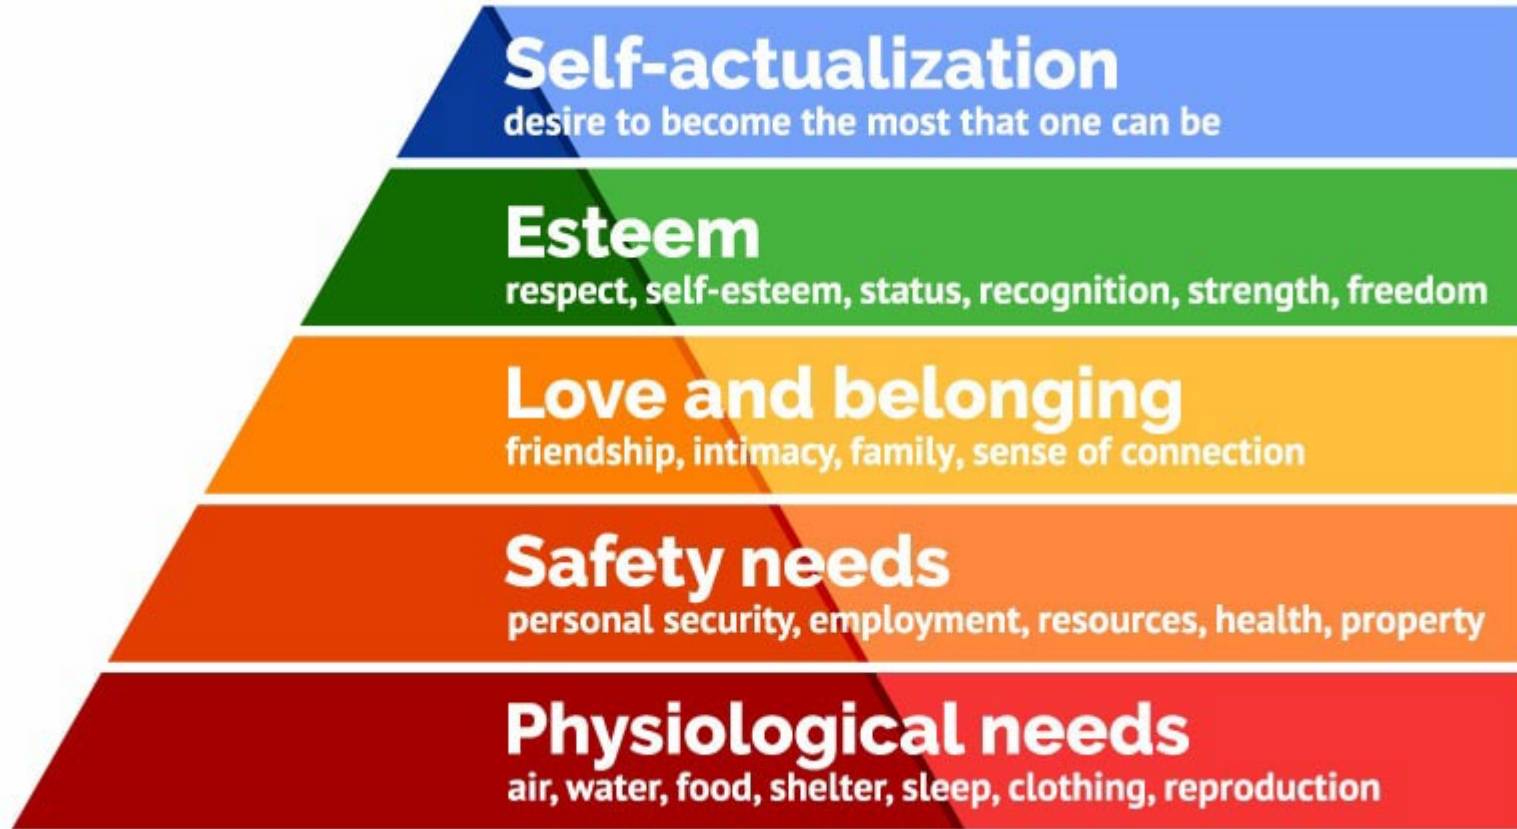 Self-actualization
desire to become the most that one can be
Esteem
respect, self-esteem, status, recognition, strength, freedom
Love and belonging
friendship, intimacy, family, sense of connection
Safety needs
personal security, employment, resources, health, property
Physiological needs
air, water, food, shelter, sleep, clothing, reproduction